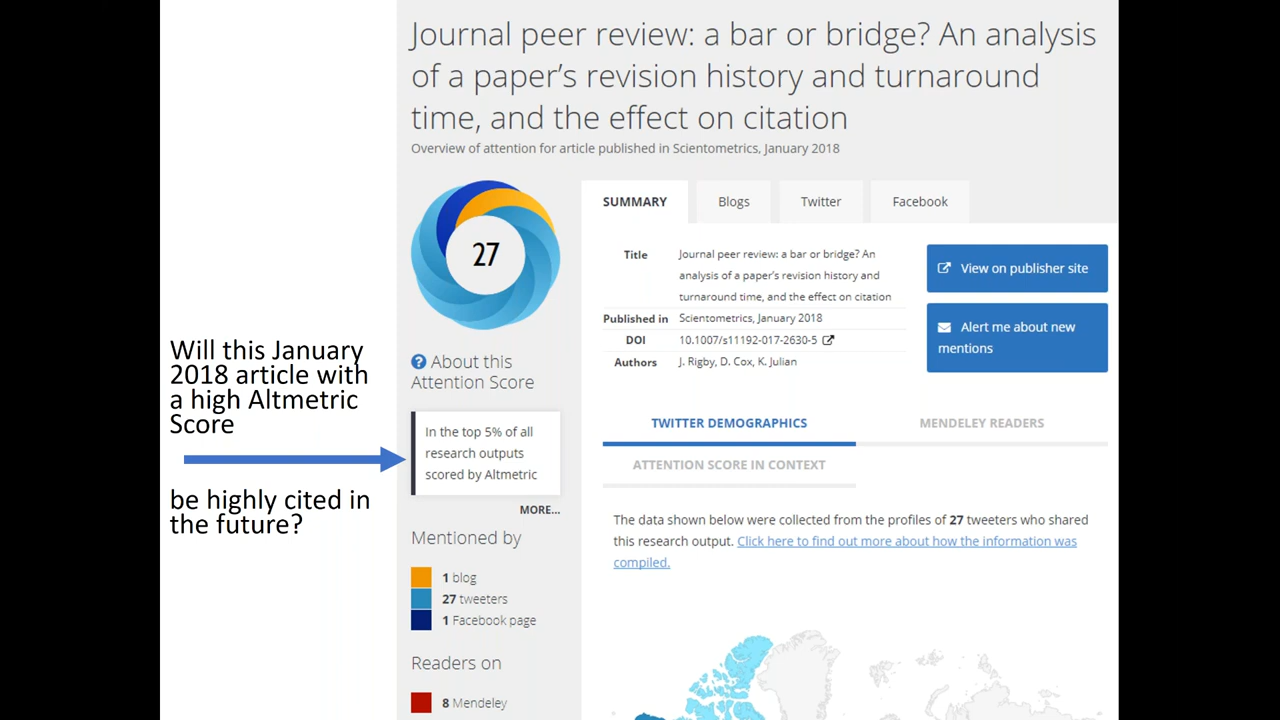 Journal peer review: a bar or bridge? An analysis
of a paper’s revision history and turnaround
time, and the effect on citation
Overview of attention for article published in Scientometrics, January 2018
27
SUMMARY
Blogs
Twitter
Facebook
Title
Journal peer review: a bar or bridge? An
analysis of a paper’s revision history and
turnaround time, and the effect on citation
Published in
Scientometrics, January 2018
DOI
10.1007/s11192-017-2630-5
Authors
J. Rigby, D. Cox, K. Julian
View on publisher site
Alert me about new
mentions
Will this January
2018 article with
a high Altmetric
Score
be highly cited in
the future?
? About this
Attention Score
In the top 5% of all
research outputs
scored by Altmetric
MORE...
Mentioned by
1 blog
27 tweeters
1 Facebook page
Readers on
8 Mendeley
TWITTER DEMOGRAPHICS
MENDELEY READERS
ATTENTION SCORE IN CONTEXT
The data shown below were collected from the profiles of 27 tweeters who shared
this research output. Click here to find out more about how the information was
compiled.